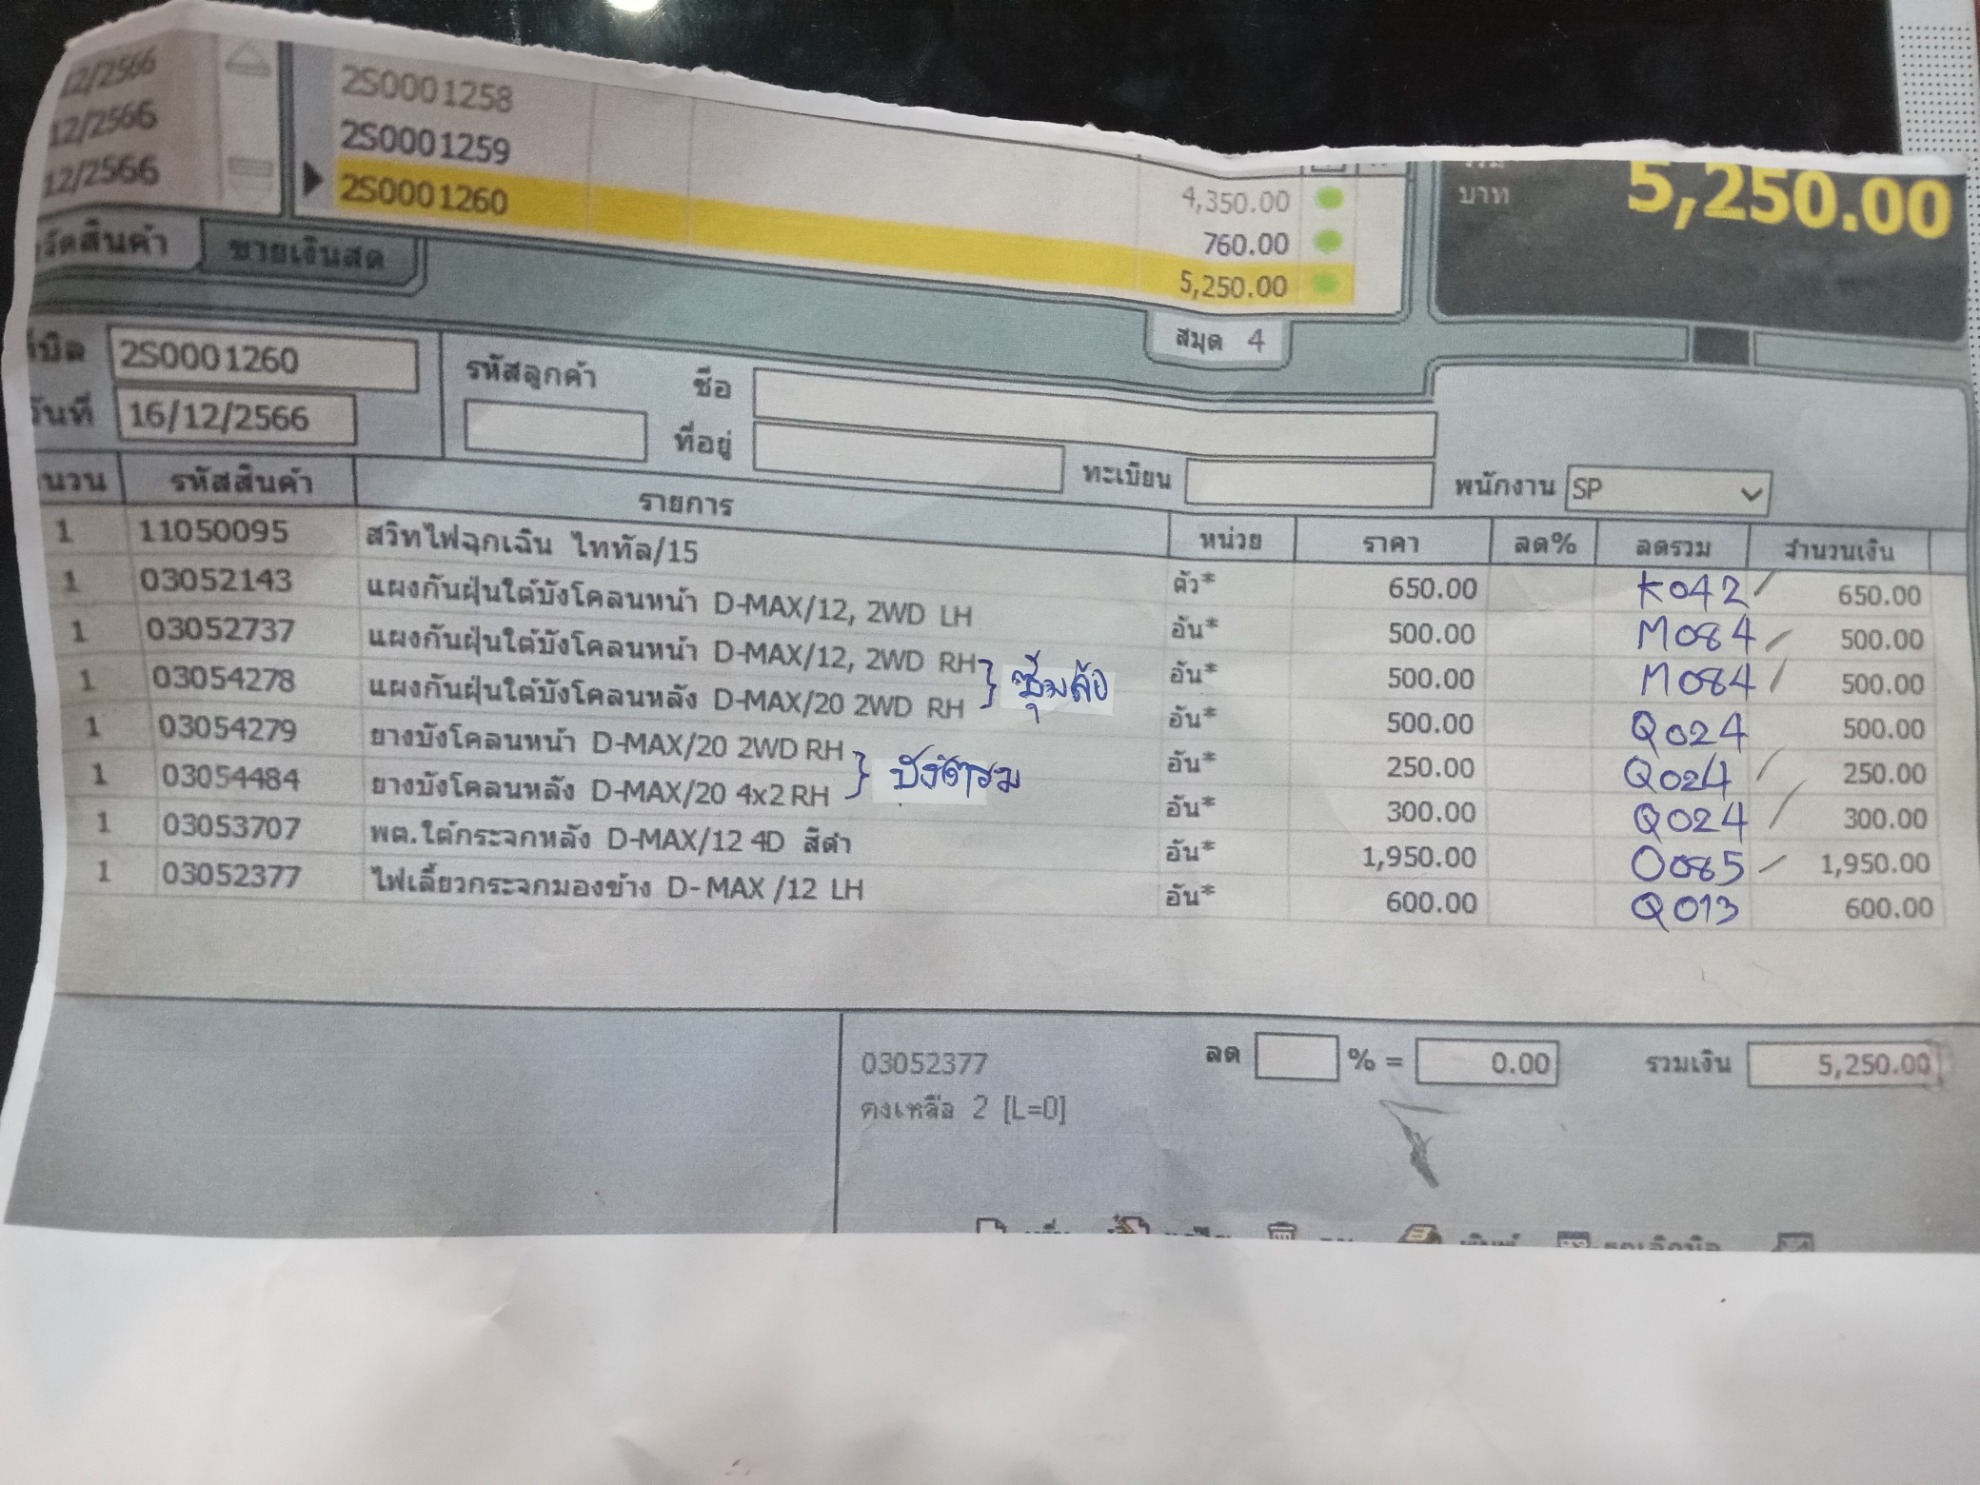 12/2566
12/2566
12/2566
2S0001258
2S0001259 4,350.00
2S0001260 760.00
5,250.00
บาท 5,250.00
ขายเงินสด
สมุด 4
2S0001260
วันที่ 16/12/2566
รหัสลูกค้า ชื่อ
ที่อยู่ ทะเบียน พนักงาน SP
รหัสสินค้า รายการ หน่วย ราคา ลด% ลดรวม จำนวนเงิน
1 11050095 สวิทไฟฉุกเฉิน ไททัล/15 ตัว* 650.00 K042 650.00
1 03052143 แผงกันฝุ่นใต้บังโคลนหน้า D-MAX/12, 2WD LH อัน* 500.00 M084 500.00
1 03052737 แผงกันฝุ่นใต้บังโคลนหน้า D-MAX/12, 2WD RH อัน* 500.00 M084 500.00
1 03054278 แผงกันฝุ่นใต้บังโคลนหลัง D-MAX/20 2WD RH ซุ้มล้อ อัน* 500.00 Q024 500.00
1 03054279 ยางบังโคลนหน้า D-MAX/20 2WD RH อัน* 250.00 Q024 250.00
1 03054484 ยางบังโคลนหลัง D-MAX/20 4x2 RH อัน* 300.00 Q024 300.00
1 03053707 พต.ใต้กระจกหลัง D-MAX/12 4D สีดำ อัน* 1,950.00 O085 1,950.00
1 03052377 ไฟเลี้ยวกระจกมองข้าง D-MAX /12 LH อัน* 600.00 Q013 600.00
03052377 ลด % = 0.00 รวมเงิน 5,250.00
คงเหลือ 2 [L=0]